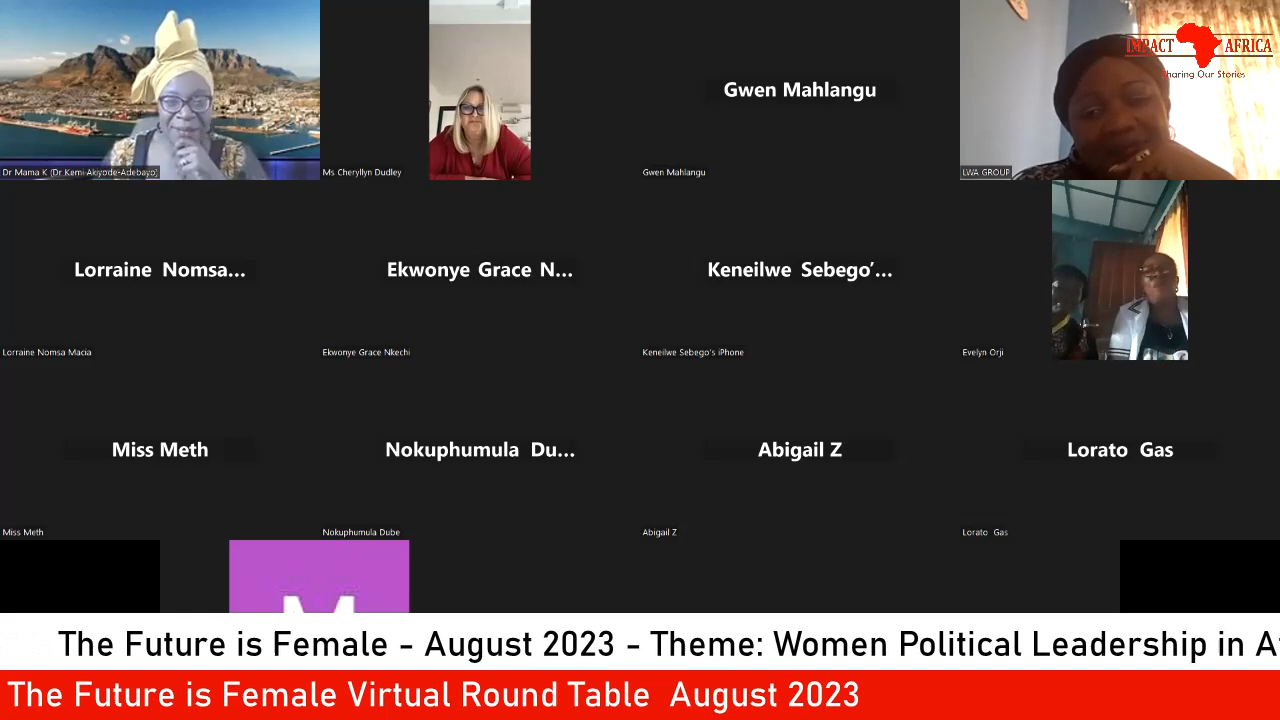 IMPACT AFRICA
Sharing Our Stories
Gwen Mahlangu
Dr Mama K (Dr Kemi Akiyode-Adebayo)
Ms Cheryllyn Dudley
Gwen Mahlangu
LWA GROUP
Lorraine Nomsa...
Ekwonye Grace N...
Keneilwe Sebego’...
Lorraine Nomsa Macia
Ekwonye Grace Nkechi
Keneilwe Sebego's iPhone
Evelyn Orji
Miss Meth
Nokuphumula Du...
Abigail Z
Lorato Gas
Miss Meth
Nokuphumula Dube
Abigail Z
Lorato Gas
M
The Future is Female - August 2023 - Theme: Women Political Leadership in A
The Future is Female Virtual Round Table August 2023